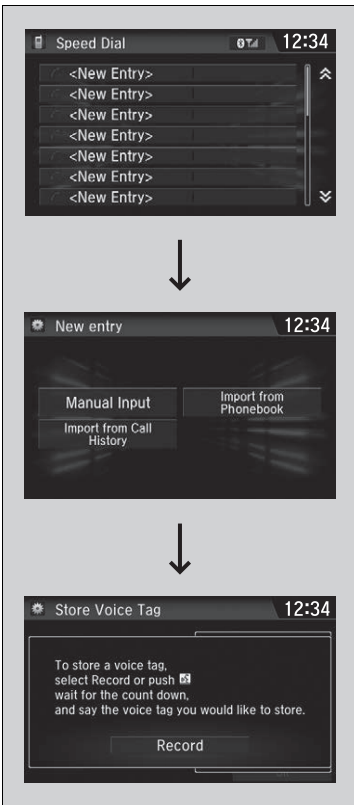 Speed Dial 12:34
<New Entry>
<New Entry>
<New Entry>
<New Entry>
<New Entry>
<New Entry>
<New Entry>
New entry 12:34
Manual Input
Import from
Phonebook
Import from Call
History
Store Voice Tag 12:34
To store a voice tag,
select Record or push
wait for the count down,
and say the voice tag you would like to store.
Record